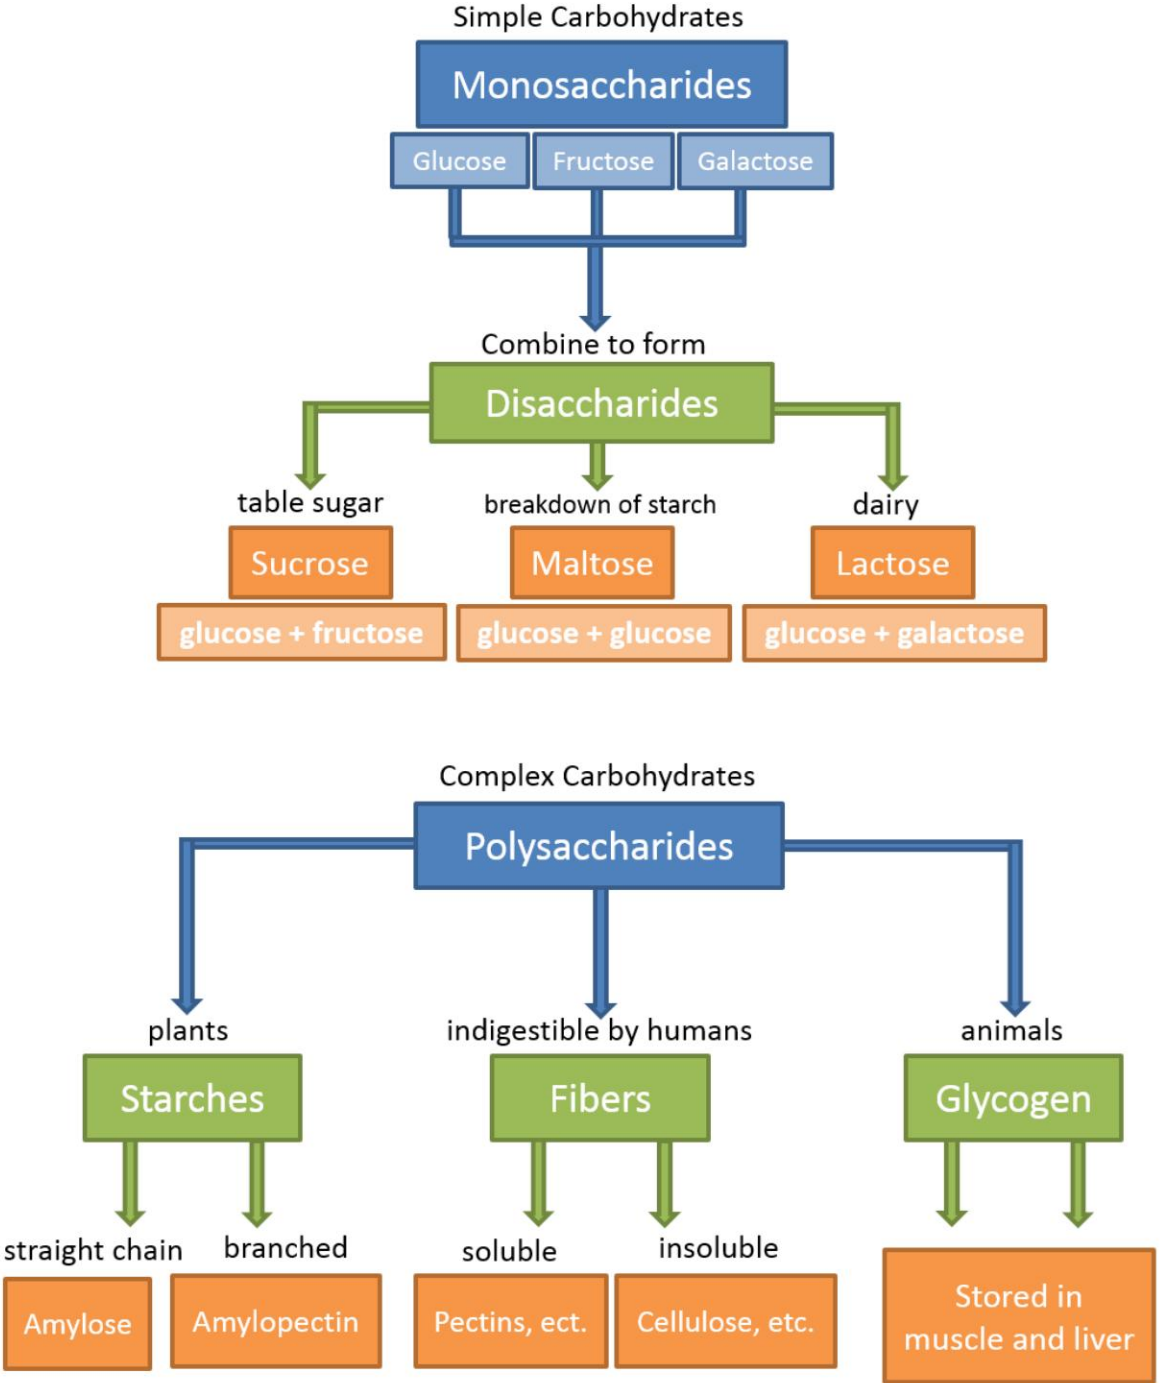 Simple Carbohydrates
Monosaccharides
Glucose
Fructose
Galactose
Combine to form
Disaccharides
table sugar
breakdown of starch
dairy
Sucrose
Maltose
Lactose
glucose + fructose
glucose + glucose
glucose + galactose
Complex Carbohydrates
Polysaccharides
plants
indigestible by humans
animals
Starches
Fibers
Glycogen
straight chain
branched
soluble
insoluble
Amylose
Amylopectin
Pectins, ect.
Cellulose, etc.
Stored in
muscle and liver